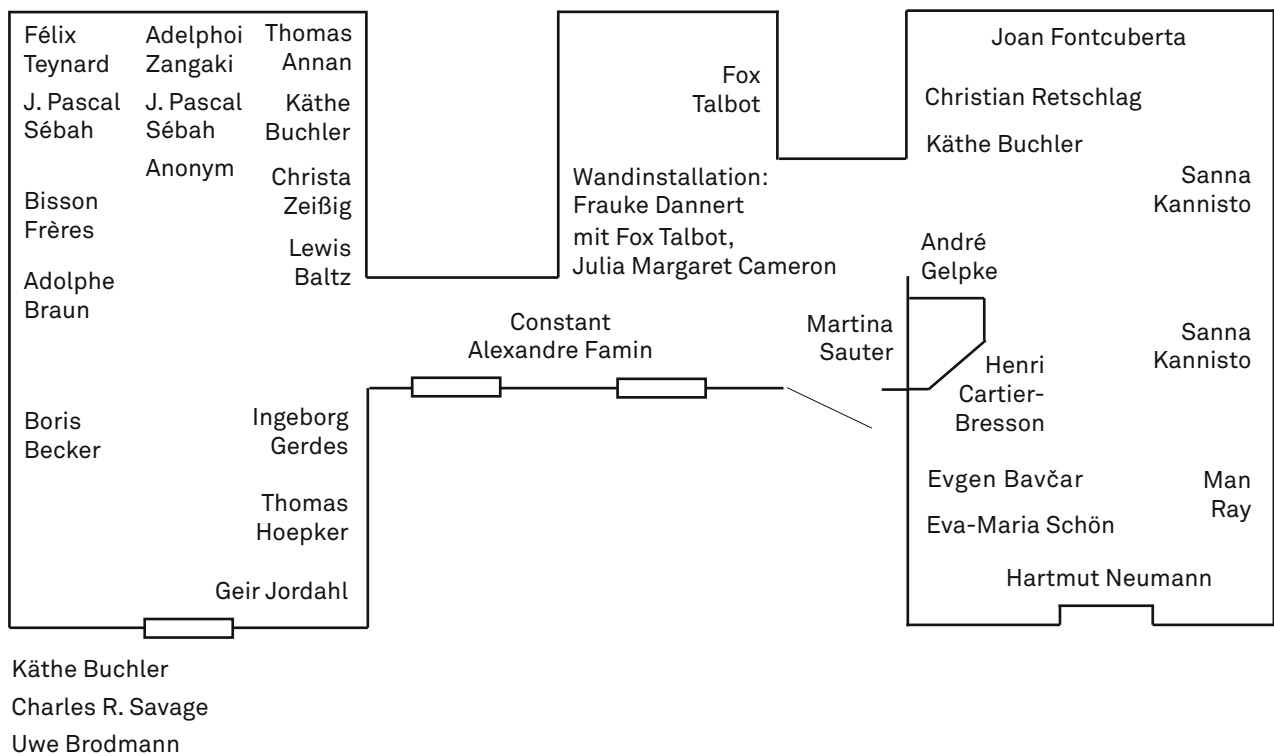 Félix
Teynard
J. Pascal
Sébah
Bisson
Frères
Adolphe
Braun
Boris
Becker
Adelphoi
Zangaki
J. Pascal
Sébah
Anonym
Thomas
Annan
Käthe
Buchler
Christa
Zeißig
Lewis
Baltz
Ingeborg
Gerdes
Thomas
Hoepker
Geir Jordahl
Constant
Alexandre Famin
Fox
Talbot
Wandinstallation:
Frauke Dannert
mit Fox Talbot,
Julia Margaret Cameron
Martina
Sauter
Joan Fontcuberta
Christian Retschlag
Käthe Buchler
Sanna
Kannisto
André
Gelpke
Sanna
Kannisto
Henri
Cartier-
Bresson
Evgen Bavčar
Eva-Maria Schön
Man
Ray
Hartmut Neumann
Käthe Buchler
Charles R. Savage
Uwe Brodmann